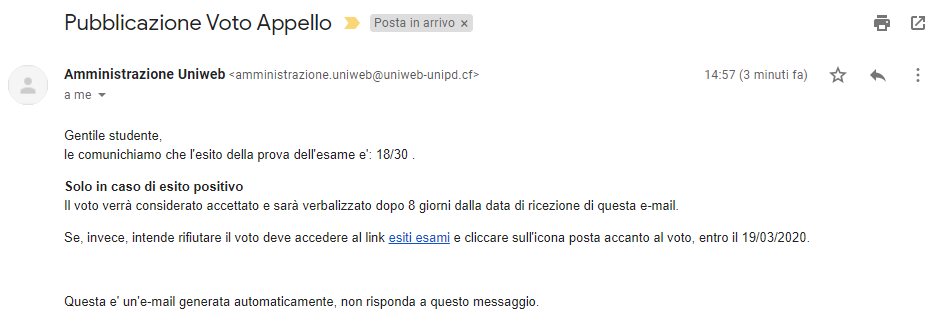 Pubblicazione Voto Appello Posta in arrivo ×
Amministrazione Uniweb <amministrazione.uniweb@uniweb-unipd.cf> 14:57 (3 minuti fa)
a me
Gentile studente,
le comunichiamo che l'esito della prova dell'esame e': 18/30 .
Solo in caso di esito positivo
Il voto verrà considerato accettato e sarà verbalizzato dopo 8 giorni dalla data di ricezione di questa e-mail.
Se, invece, intende rifiutare il voto deve accedere al link esiti esami e cliccare sull'icona posta accanto al voto, entro il 19/03/2020.
Questa e' un'e-mail generata automaticamente, non risponda a questo messaggio.